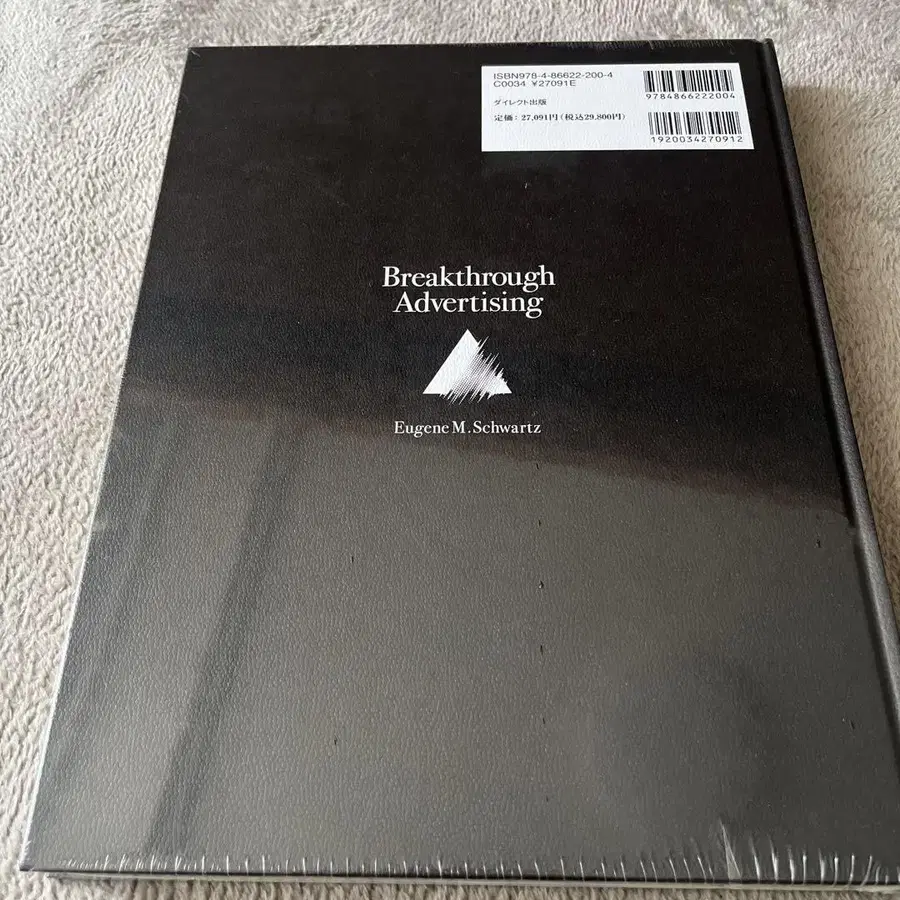 ISBN978-4-86622-200-4
C0034 ¥27091E
9784866222004
ダイレクト出版
定価：27,091円（税込29,800円）
1920034270912
Breakthrough
Advertising
Eugene M. Schwartz